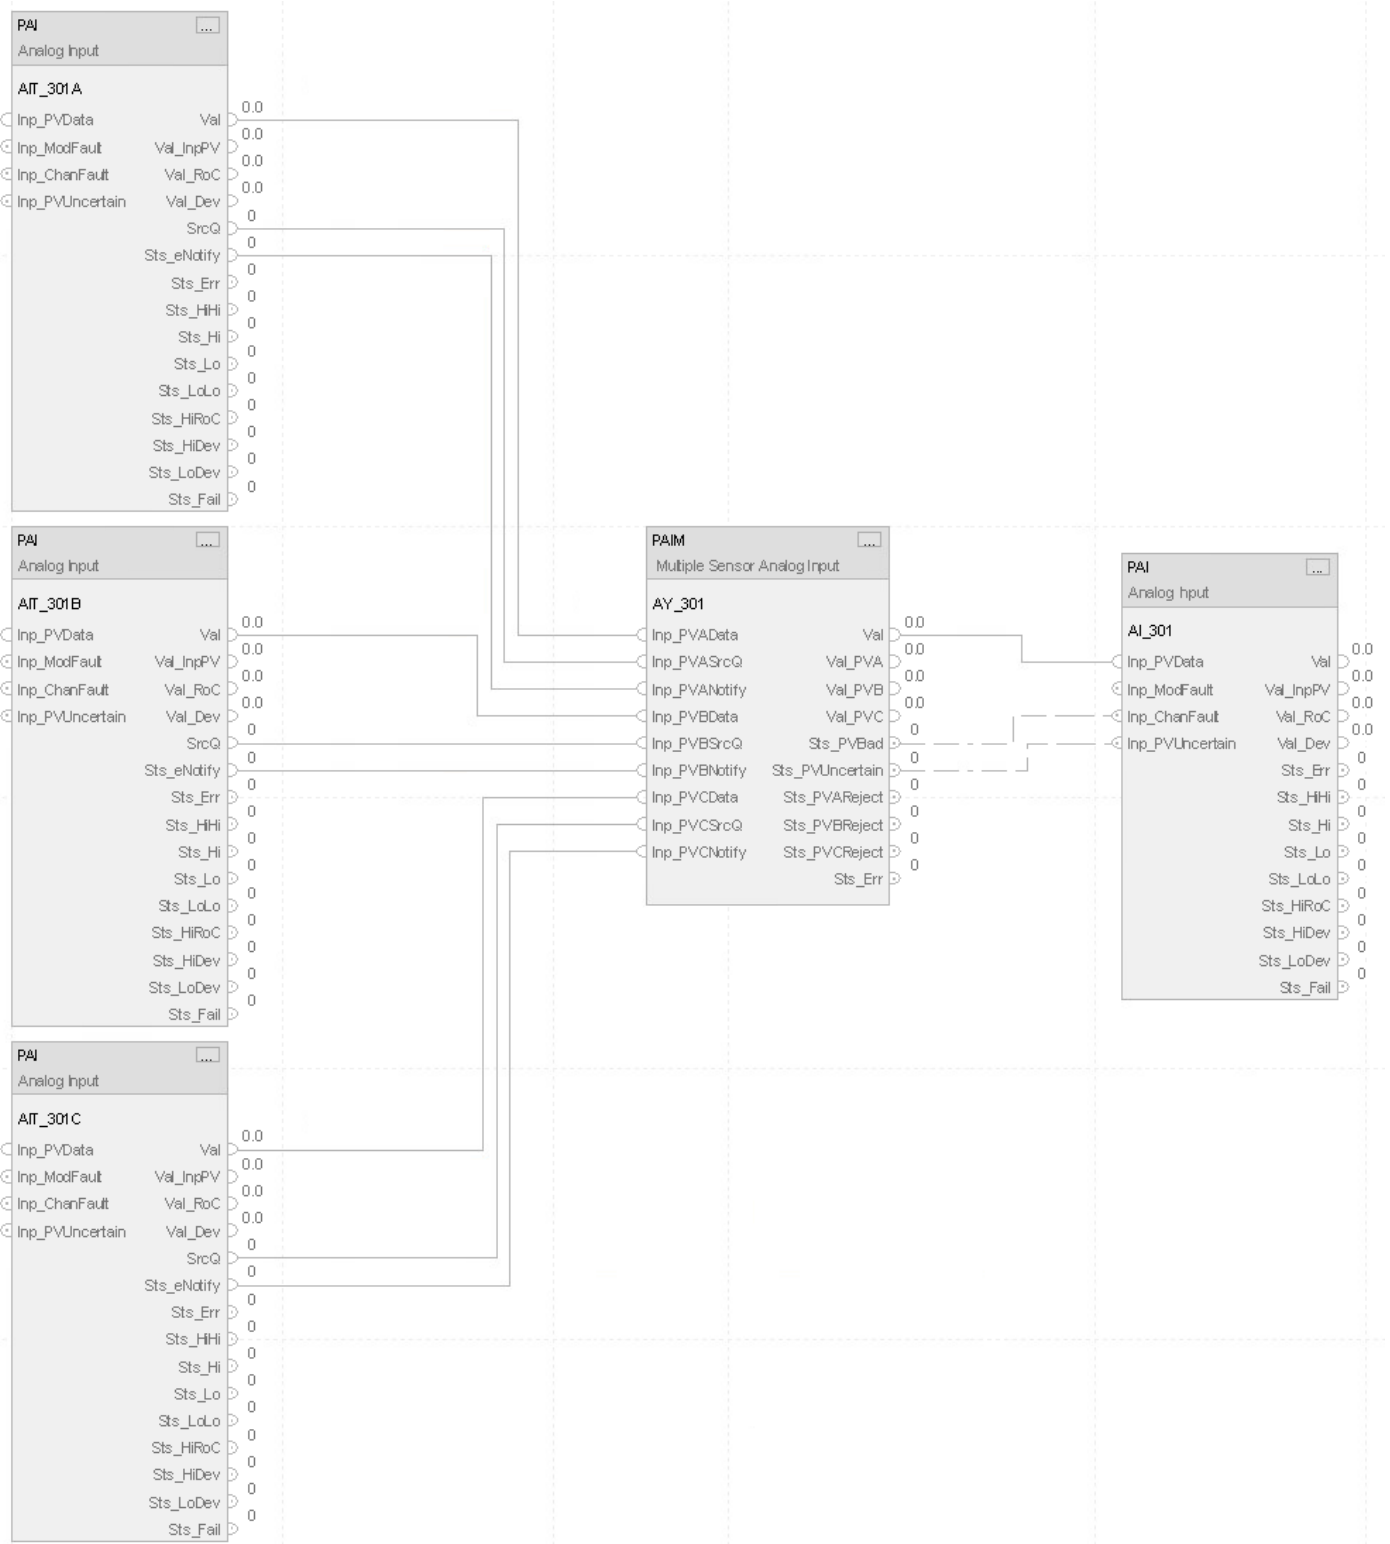 PAI ...
Analog Input
AIT_301A
Inp_PVData Val 0.0
Inp_ModFault Val_InpPV 0.0
Inp_ChanFault Val_RoC 0.0
Inp_PVUncertain Val_Dev 0.0
SrcQ 0
Sts_eNotify 0
Sts_Err 0
Sts_HiHi 0
Sts_Hi 0
Sts_Lo 0
Sts_LoLo 0
Sts_HiRoC 0
Sts_HiDev 0
Sts_LoDev 0
Sts_Fail 0
PAI ...
Analog Input
AIT_301B
Inp_PVData Val 0.0
Inp_ModFault Val_InpPV 0.0
Inp_ChanFault Val_RoC 0.0
Inp_PVUncertain Val_Dev 0.0
SrcQ 0
Sts_eNotify 0
Sts_Err 0
Sts_HiHi 0
Sts_Hi 0
Sts_Lo 0
Sts_LoLo 0
Sts_HiRoC 0
Sts_HiDev 0
Sts_LoDev 0
Sts_Fail 0
PAI ...
Analog Input
AIT_301C
Inp_PVData Val 0.0
Inp_ModFault Val_InpPV 0.0
Inp_ChanFault Val_RoC 0.0
Inp_PVUncertain Val_Dev 0.0
SrcQ 0
Sts_eNotify 0
Sts_Err 0
Sts_HiHi 0
Sts_Hi 0
Sts_Lo 0
Sts_LoLo 0
Sts_HiRoC 0
Sts_HiDev 0
Sts_LoDev 0
Sts_Fail 0
PAIM ...
Multiple Sensor Analog Input
AY_301
Inp_PVAData Val 0.0
Inp_PVASrcQ Val_PVA 0.0
Inp_PVANotify Val_PVB 0.0
Inp_PVBData Val_PVC 0.0
Inp_PVBSrcQ Sts_PVBad 0
Inp_PVBNotify Sts_PVUncertain 0
Inp_PVCData Sts_PVAReject 0
Inp_PVCSrcQ Sts_PVBReject 0
Inp_PVCNotify Sts_PVCReject 0
Sts_Err 0
PAI ...
Analog Input
AI_301
Inp_PVData Val 0.0
Inp_ModFault Val_InpPV 0.0
Inp_ChanFault Val_RoC 0.0
Inp_PVUncertain Val_Dev 0.0
Sts_Err 0
Sts_HiHi 0
Sts_Hi 0
Sts_Lo 0
Sts_LoLo 0
Sts_HiRoC 0
Sts_HiDev 0
Sts_LoDev 0
Sts_Fail 0